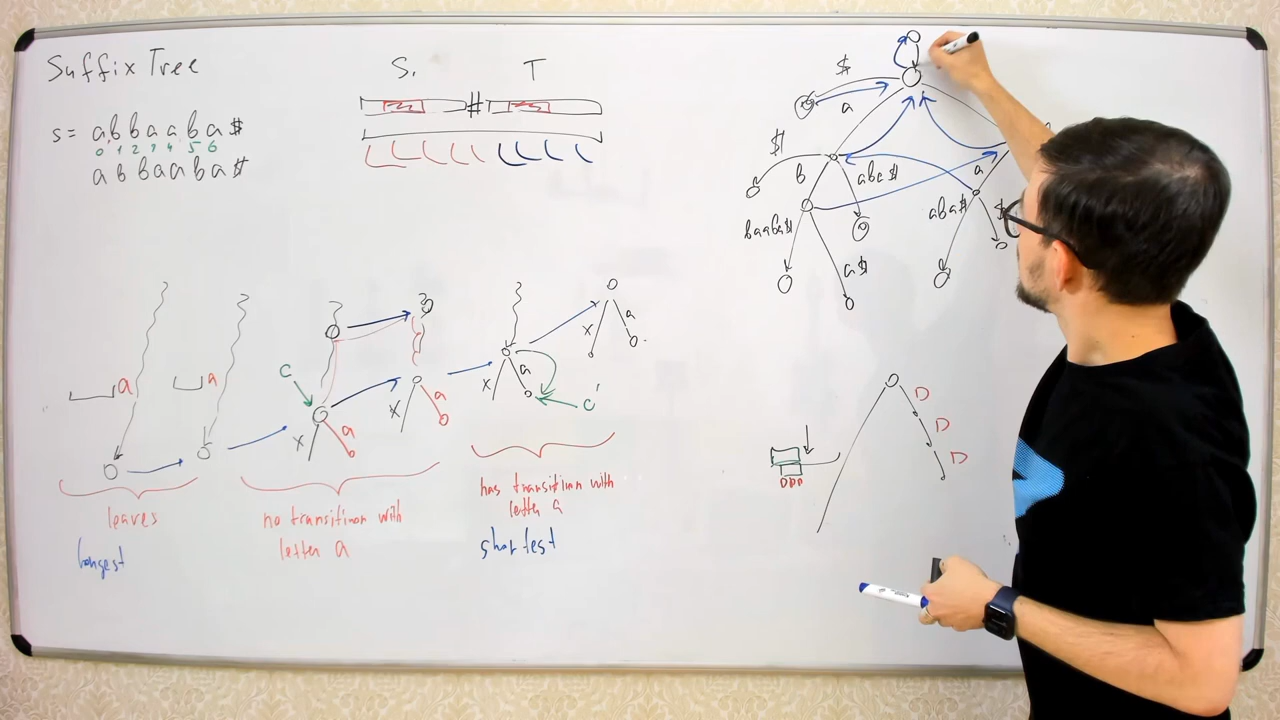 Suffix Tree
s = abbaaba$
0 1 2 3 4 5 6
abbaaba$
S. T
#
a
a
c
x
a
x
a
x
a
c'
x
a
leaves
longest
no transition with
letter a
has transition with
letter a
shortest
$
a
$
b
aba$
a
baaba$
a$
aba$
$
D
D
D
DDD